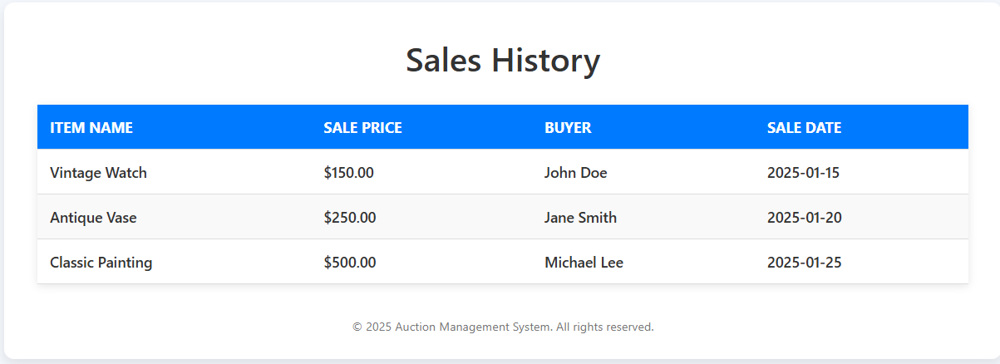 Sales History
ITEM NAME SALE PRICE BUYER SALE DATE
Vintage Watch $150.00 John Doe 2025-01-15
Antique Vase $250.00 Jane Smith 2025-01-20
Classic Painting $500.00 Michael Lee 2025-01-25
© 2025 Auction Management System. All rights reserved.